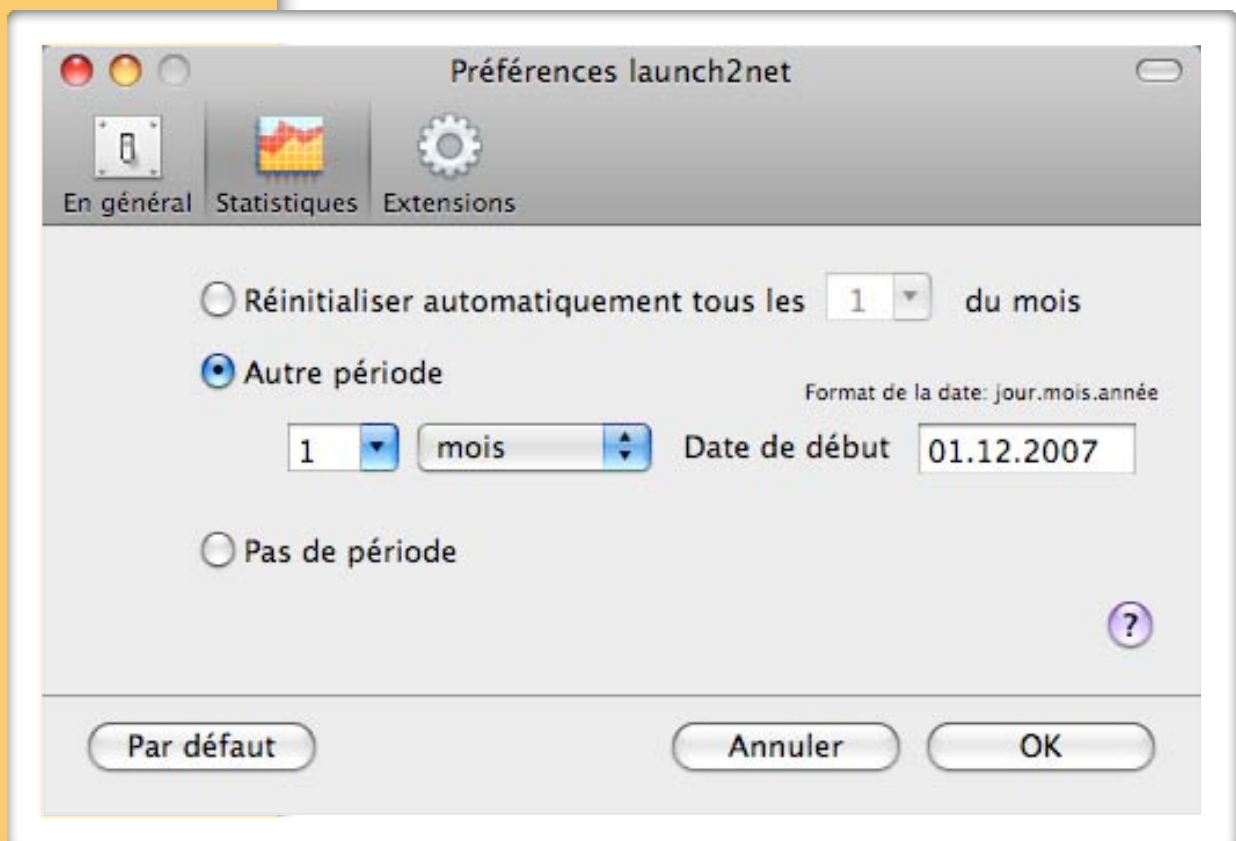 Préférences launch2net
En général Statistiques Extensions
Réinitialiser automatiquement tous les 1 du mois
Autre période
Format de la date: jour.mois.année
1 mois Date de début 01.12.2007
Pas de période
?
Par défaut Annuler OK